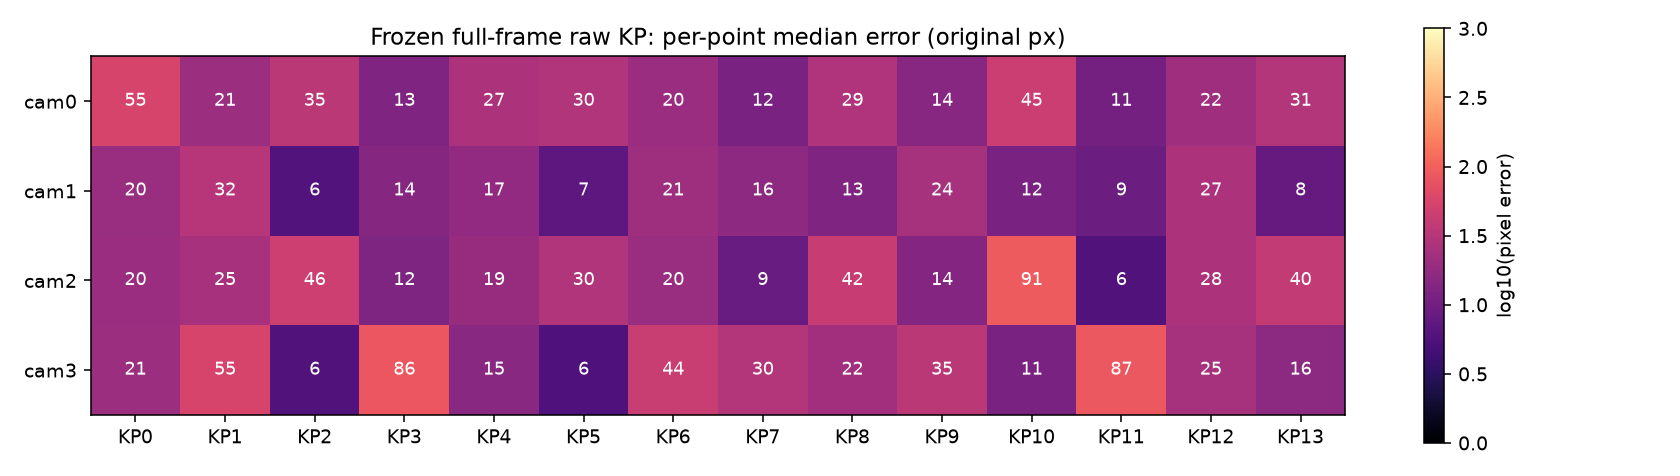 Frozen full-frame raw KP: per-point median error (original px)
cam0 55 21 35 13 27 30 20 12 29 14 45 11 22 31
cam1 20 32 6 14 17 7 21 16 13 24 12 9 27 8
cam2 20 25 46 12 19 30 20 9 42 14 91 6 28 40
cam3 21 55 6 86 15 6 44 30 22 35 11 87 25 16
KP0 KP1 KP2 KP3 KP4 KP5 KP6 KP7 KP8 KP9 KP10 KP11 KP12 KP13
3.0
2.5
2.0
1.5
1.0
0.5
0.0
log10(pixel error)